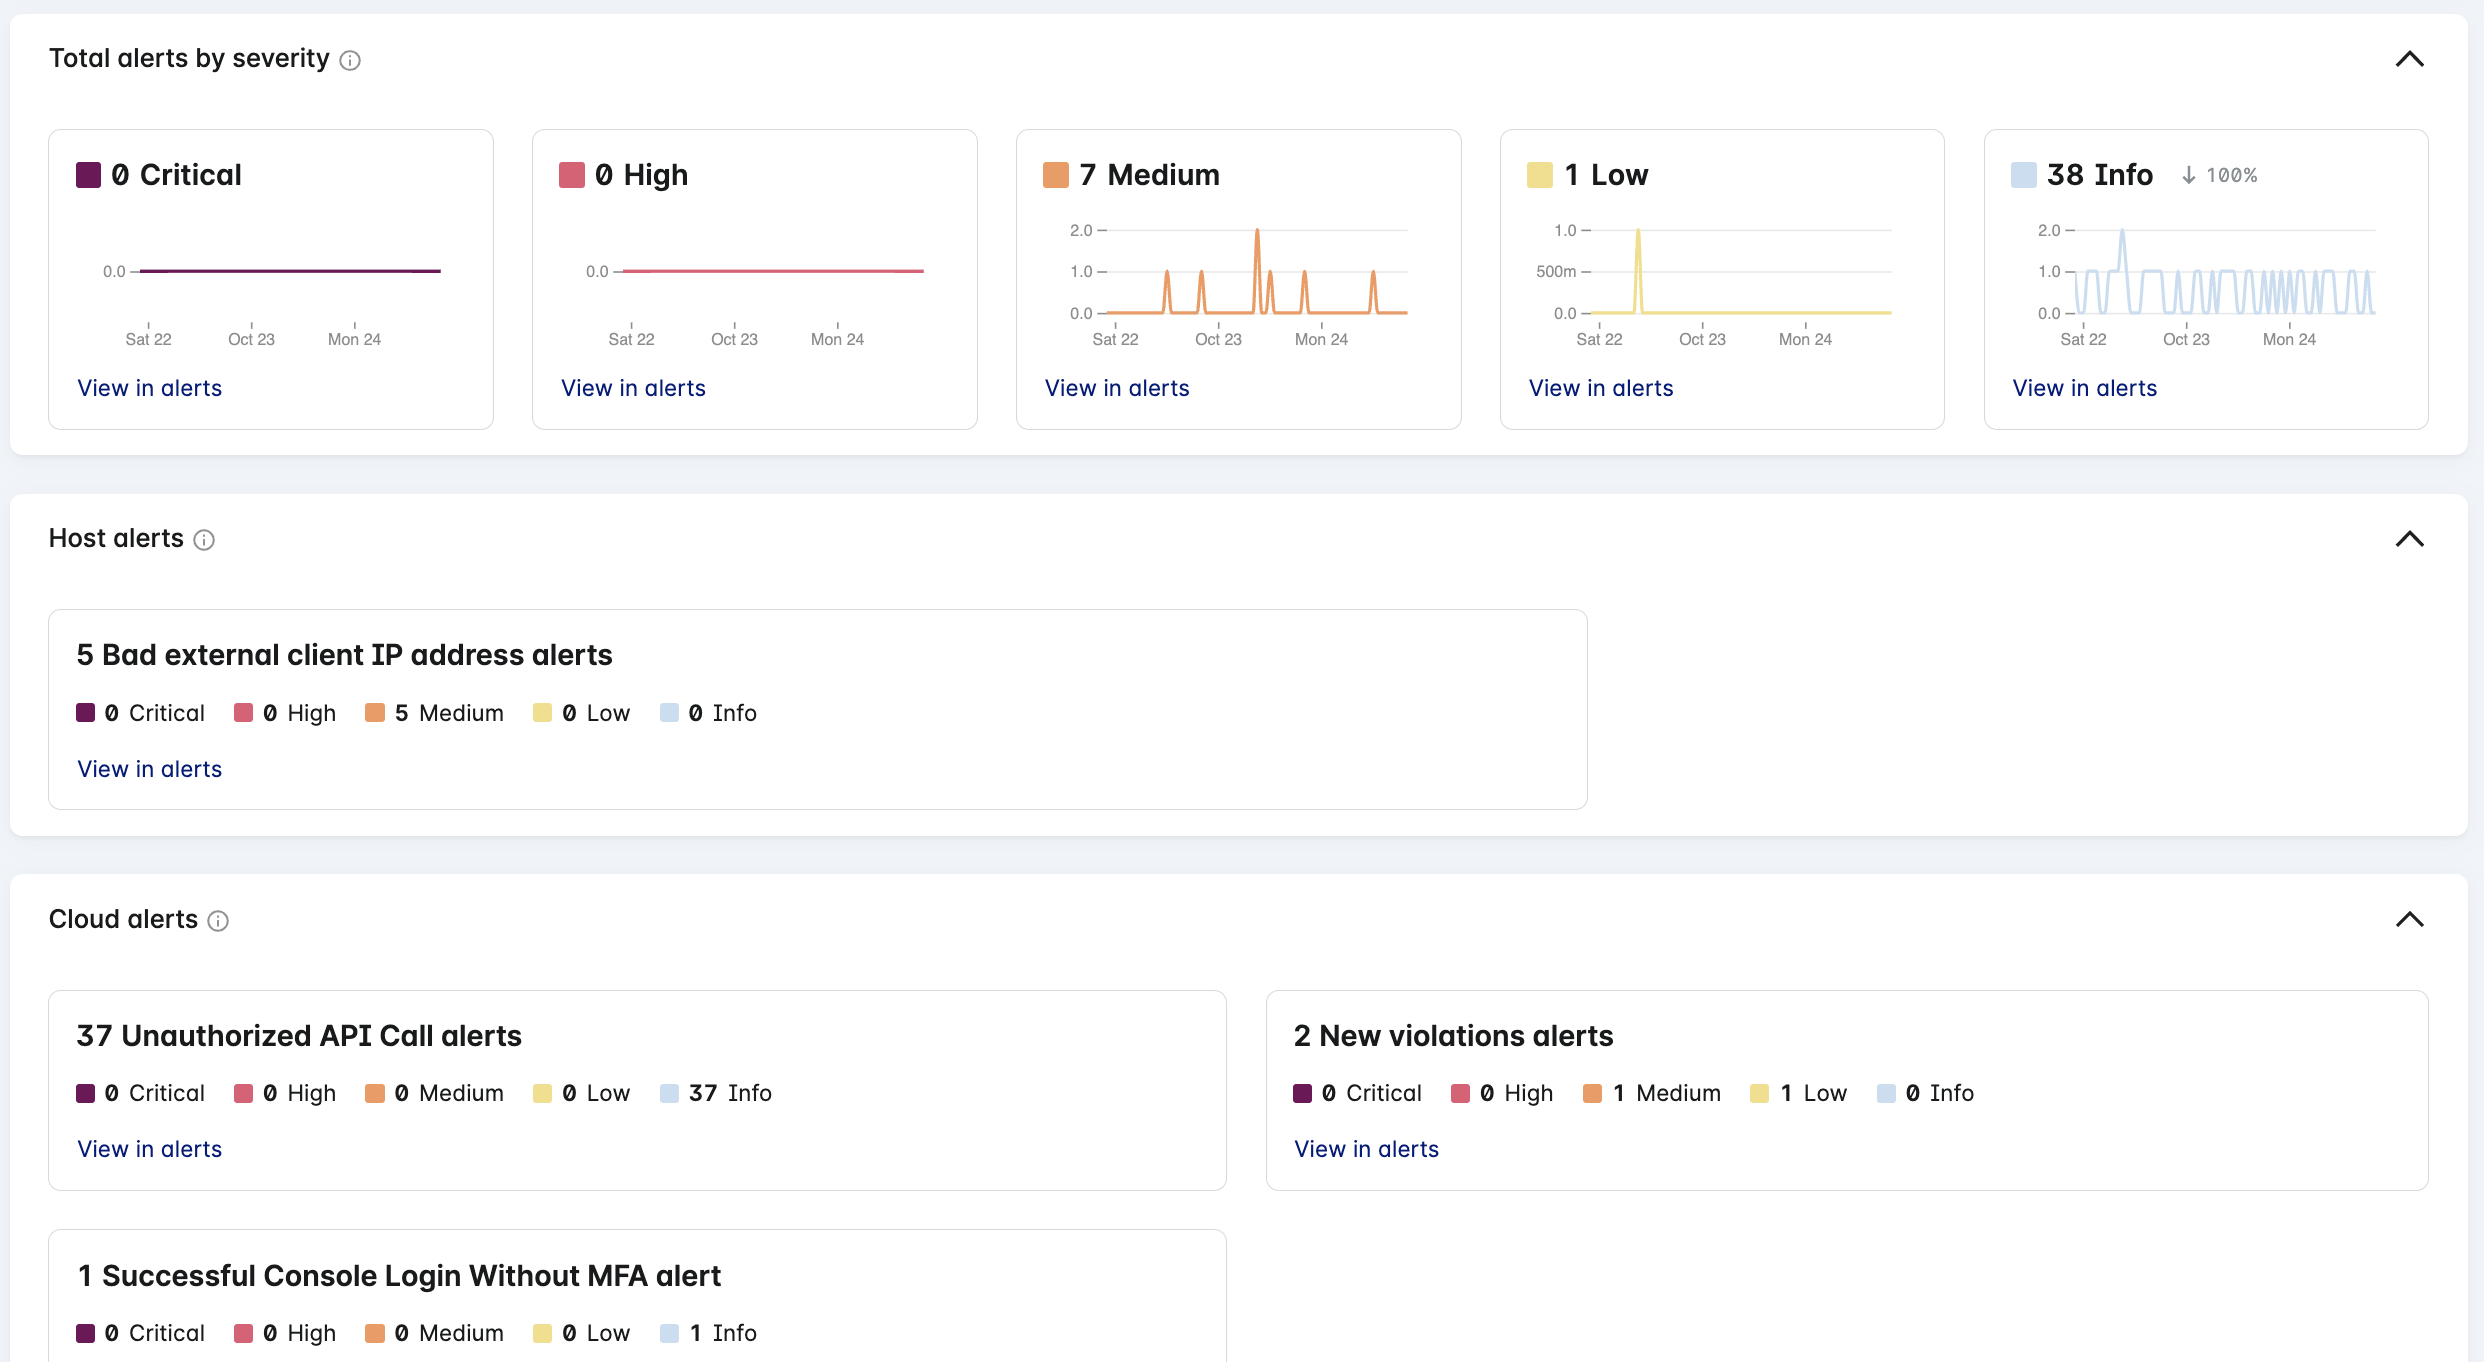 Total alerts by severity
0 Critical
0.0
Sat 22 Oct 23 Mon 24
View in alerts
0 High
0.0
Sat 22 Oct 23 Mon 24
View in alerts
7 Medium
2.0
1.0
0.0
Sat 22 Oct 23 Mon 24
View in alerts
1 Low
1.0
500m
0.0
Sat 22 Oct 23 Mon 24
View in alerts
38 Info ↓ 100%
2.0
1.0
0.0
Sat 22 Oct 23 Mon 24
View in alerts
Host alerts
5 Bad external client IP address alerts
0 Critical 0 High 5 Medium 0 Low 0 Info
View in alerts
Cloud alerts
37 Unauthorized API Call alerts
0 Critical 0 High 0 Medium 0 Low 37 Info
View in alerts
2 New violations alerts
0 Critical 0 High 1 Medium 1 Low 0 Info
View in alerts
1 Successful Console Login Without MFA alert
0 Critical 0 High 0 Medium 0 Low 1 Info